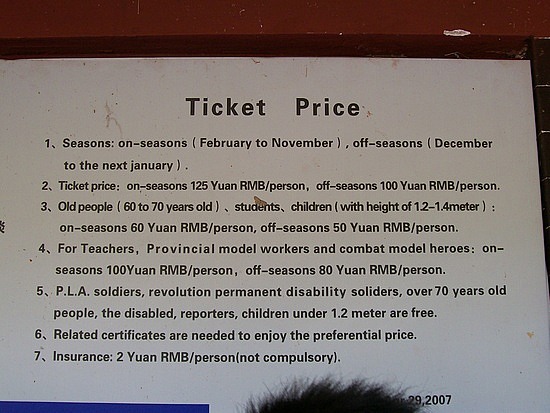 Ticket Price
1、Seasons: on-seasons ( February to November ) , off-seasons ( December
to the next january ) .
2、Ticket price: on-seasons 125 Yuan RMB/person, off-seasons 100 Yuan RMB/person.
3、Old people ( 60 to 70 years old ) 、students、children ( with height of 1.2-1.4meter ) :
on-seasons 60 Yuan RMB/person, off-seasons 50 Yuan RMB/person.
4、For Teachers, Provincial model workers and combat model heroes: on-
seasons 100Yuan RMB/person, off-seasons 80 Yuan RMB/person.
5、P.L.A. soldiers, revolution permanent disability soliders, over 70 years old
people, the disabled, reporters, children under 1.2 meter are free.
6、Related certificates are needed to enjoy the preferential price.
7、Insurance: 2 Yuan RMB/person(not compulsory).
29,2007